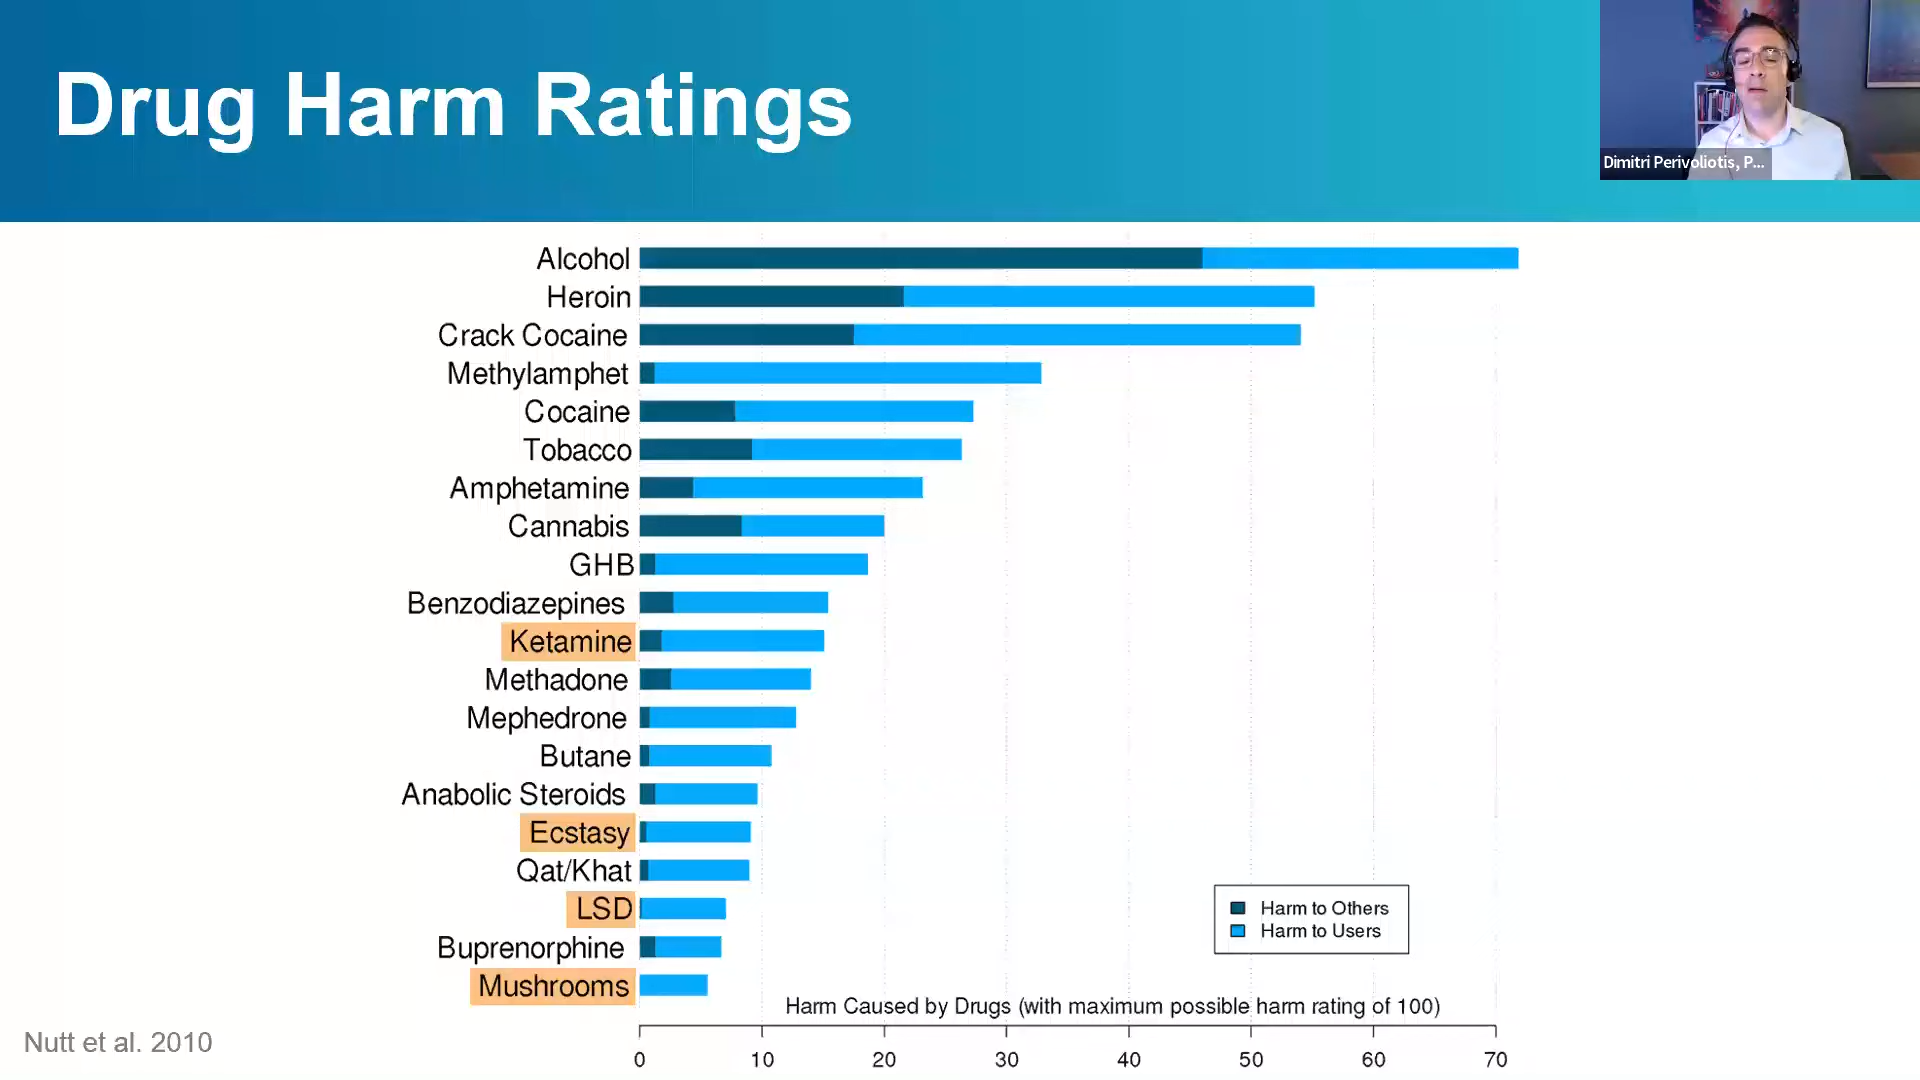 Drug Harm Ratings
Dimitri Perivoliotis, P...
Alcohol
Heroin
Crack Cocaine
Methylamphet
Cocaine
Tobacco
Amphetamine
Cannabis
GHB
Benzodiazepines
Ketamine
Methadone
Mephedrone
Butane
Anabolic Steroids
Ecstasy
Qat/Khat
LSD
Buprenorphine
Mushrooms
Harm to Others
Harm to Users
Harm Caused by Drugs (with maximum possible harm rating of 100)
0 10 20 30 40 50 60 70
Nutt et al. 2010